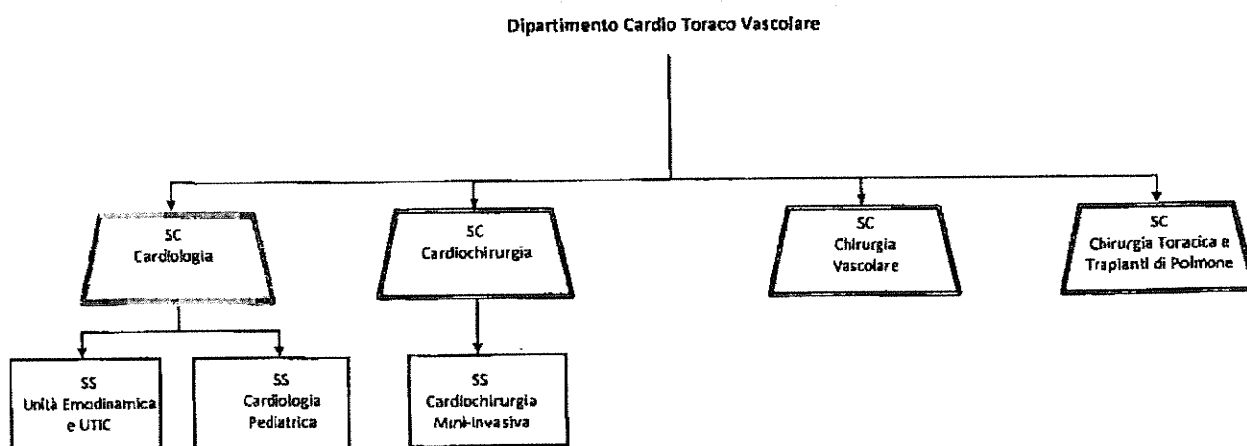 Dipartimento Cardio Toraco Vascolare
SC
Cardiologia
SC
Cardiochirurgia
SC
Chirurgia
Vascolare
SC
Chirurgia Toracica e
Trapianti di Polmone
SS
Unità Emodinamica
e UTIC
SS
Cardiologia
Pediatrica
SS
Cardiochirurgia
Mini-invasiva